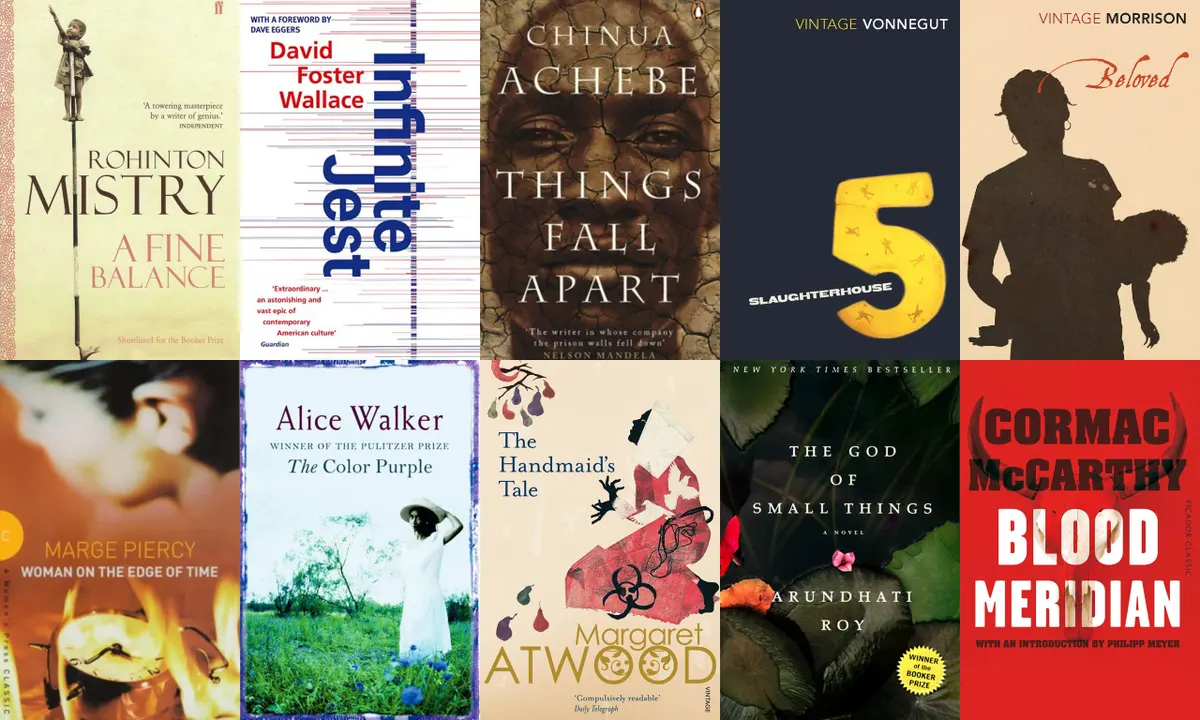 ff
'A towering masterpiece
by a writer of genius.'
INDEPENDENT
ROHINTON
MISTRY
A FINE
BALANCE
Shortlisted for the Booker Prize
WITH A FOREWORD BY
DAVE EGGERS
David
Foster
Wallace
Infinite
Jest
'Extraordinary ...
an astonishing and
vast epic of
contemporary
American culture'
Guardian
CHINUA
ACHEBE
THINGS
FALL
APART
'The writer in whose company
the prison walls fell down'
NELSON MANDELA
VINTAGE VONNEGUT
SLAUGHTERHOUSE
5
VINTAGE MORRISON
Beloved
C
MARGE PIERCY
WOMAN ON THE EDGE OF TIME
A Women's Press CLASSIC
Alice Walker
WINNER OF THE PULITZER PRIZE
The Color Purple
The
Handmaid's
Tale
Margaret
ATWOOD
'Compulsively readable'
Daily Telegraph
VINTAGE
NEW YORK TIMES BESTSELLER
THE GOD
OF
SMALL THINGS
A NOVEL
ARUNDHATI
ROY
WINNER
of the
BOOKER
PRIZE
CORMAC
McCARTHY
BLOOD
MERIDIAN
WITH AN INTRODUCTION BY PHILIPP MEYER
PICADOR CLASSIC